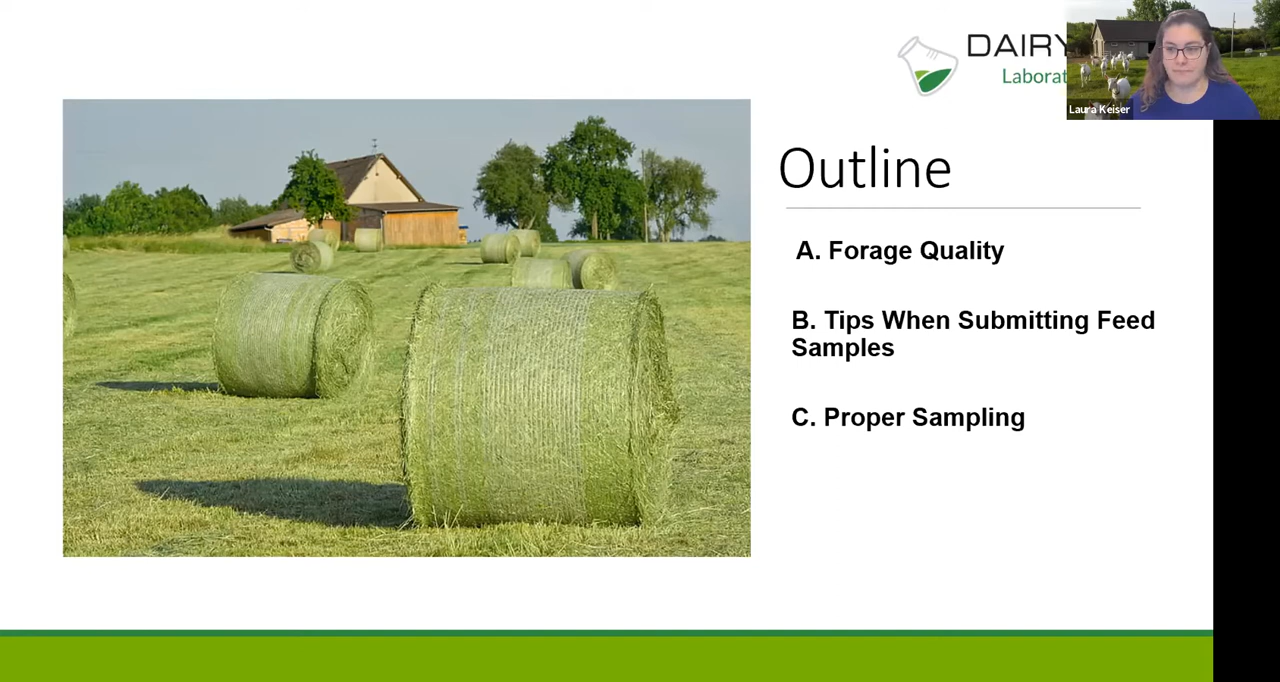 DAIRY
Laborat
Laura Keiser
Outline
A. Forage Quality
B. Tips When Submitting Feed
Samples
C. Proper Sampling